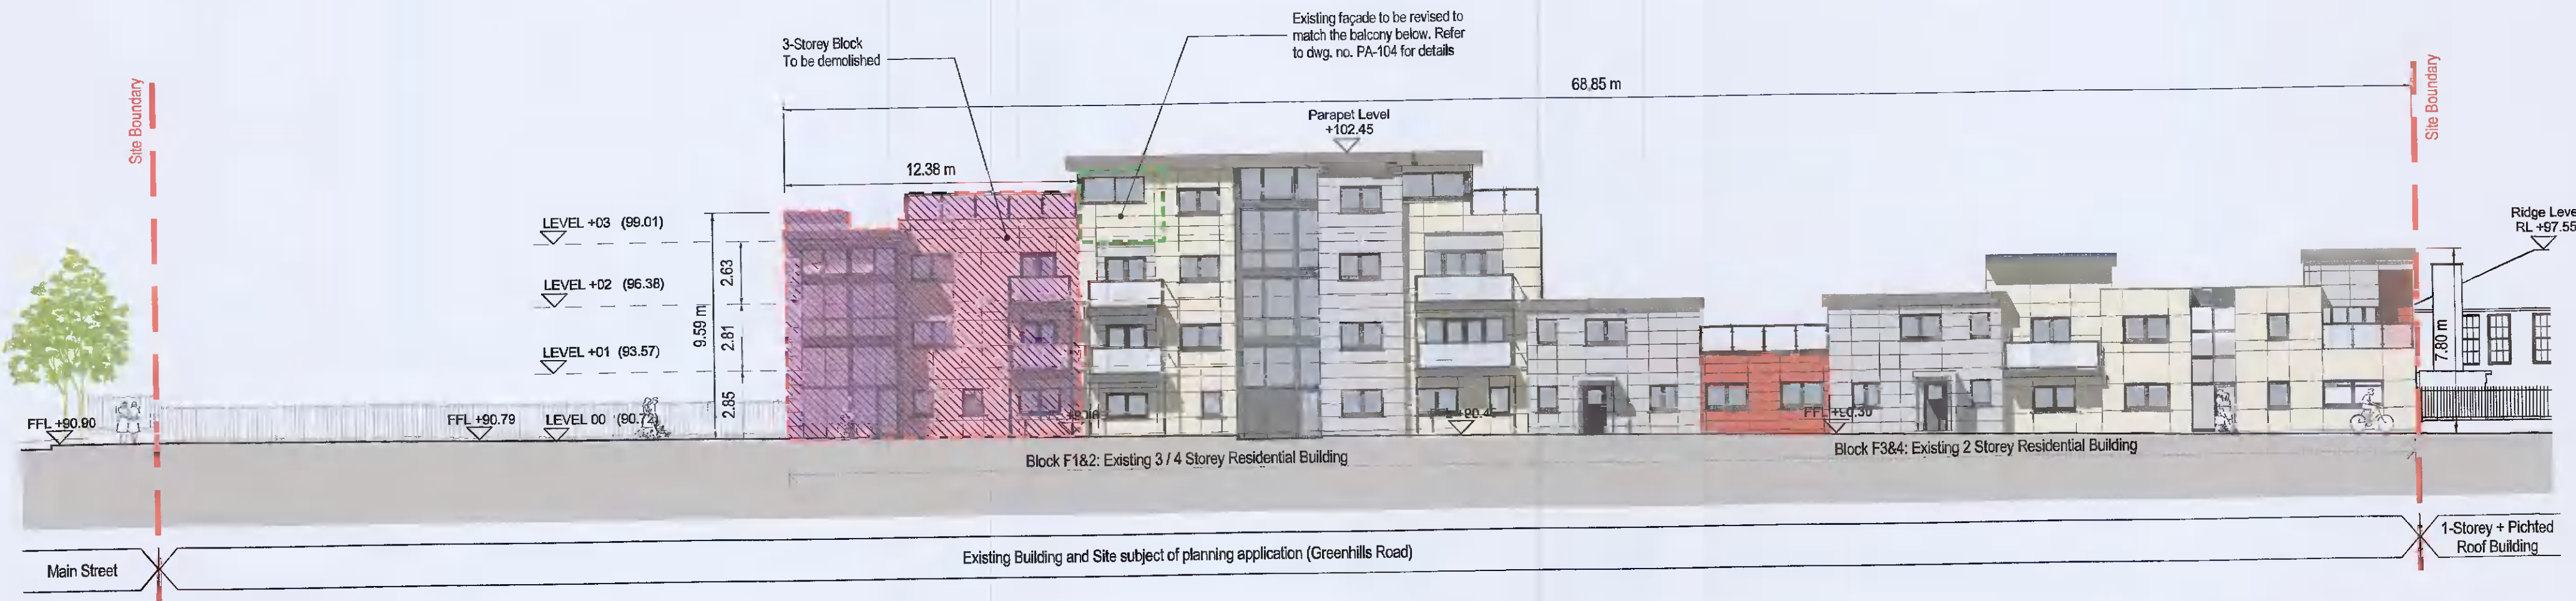 Existing façade to be revised to
match the balcony below. Refer
to dwg. no. PA-104 for details
3-Storey Block
To be demolished
Site Boundary
Site Boundary
68.85 m
Parapet Level
+102.45
12.38 m
Ridge Leve
RL +97.55
LEVEL +03 (99.01)
LEVEL +02 (96.38)
LEVEL +01 (93.57)
9.59 m
2.63
2.81
2.85
7.80 m
FFL +90.90
FFL +90.79
LEVEL 00 (90.72
Block F1&2: Existing 3 / 4 Storey Residential Building
Block F3&4: Existing 2 Storey Residential Building
Main Street
Existing Building and Site subject of planning application (Greenhills Road)
1-Storey + Pichted
Roof Building